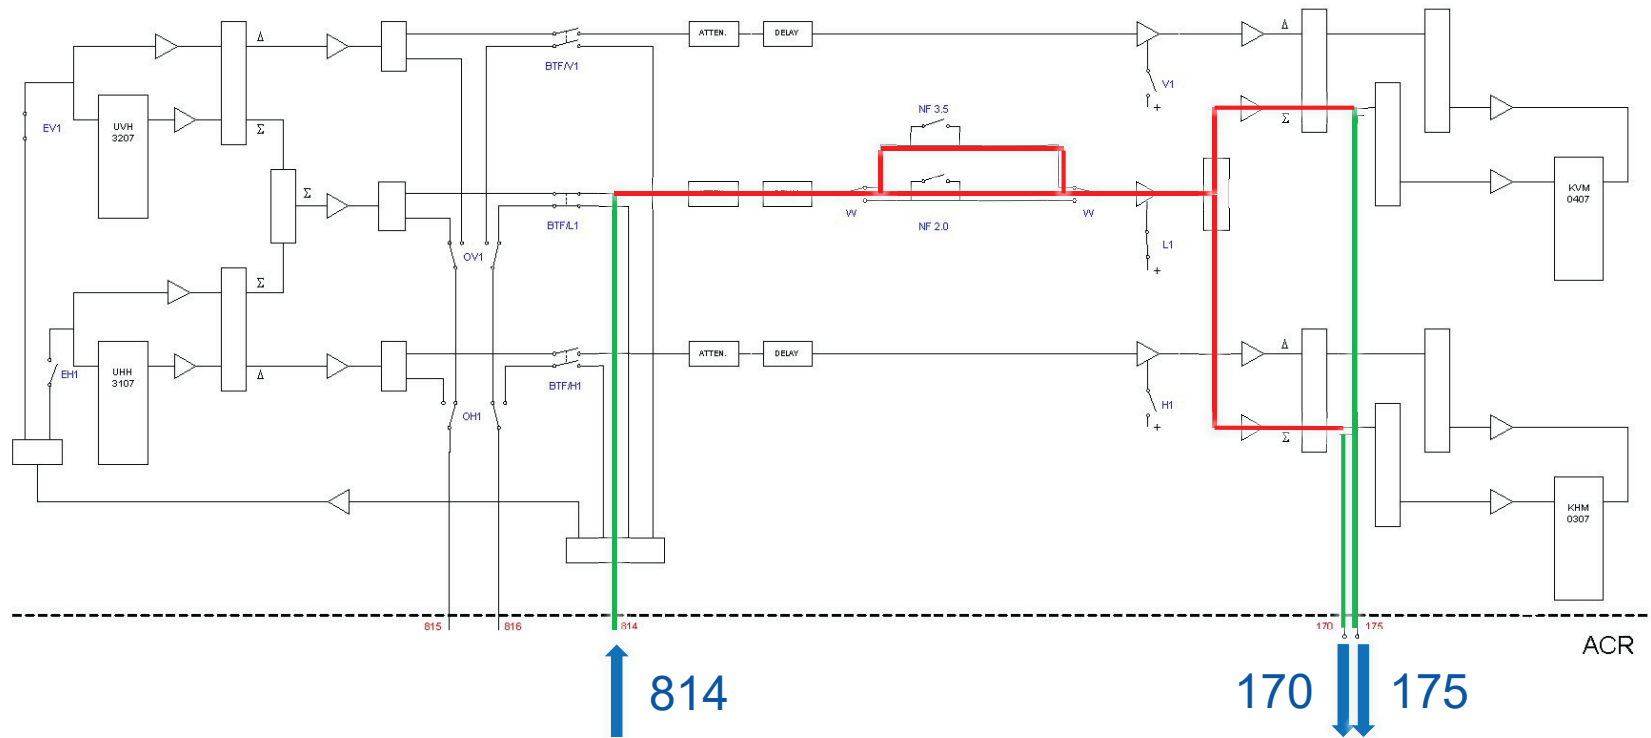 Δ
Δ
ATTEN.
DELAY
BTF/V1
V1
+
NF 3.5
EV1
UVH
3207
Σ
Σ
Σ
ATTEN.
DELAY
KVM
0407
W
W
BTF/L1
NF 2.0
L1
OV1
+
Σ
ATTEN.
DELAY
Δ
EH1
UHH
3107
Δ
BTF/H1
H1
OH1
+
Σ
KHM
0307
815
816
814
170
175
ACR
814
170
175